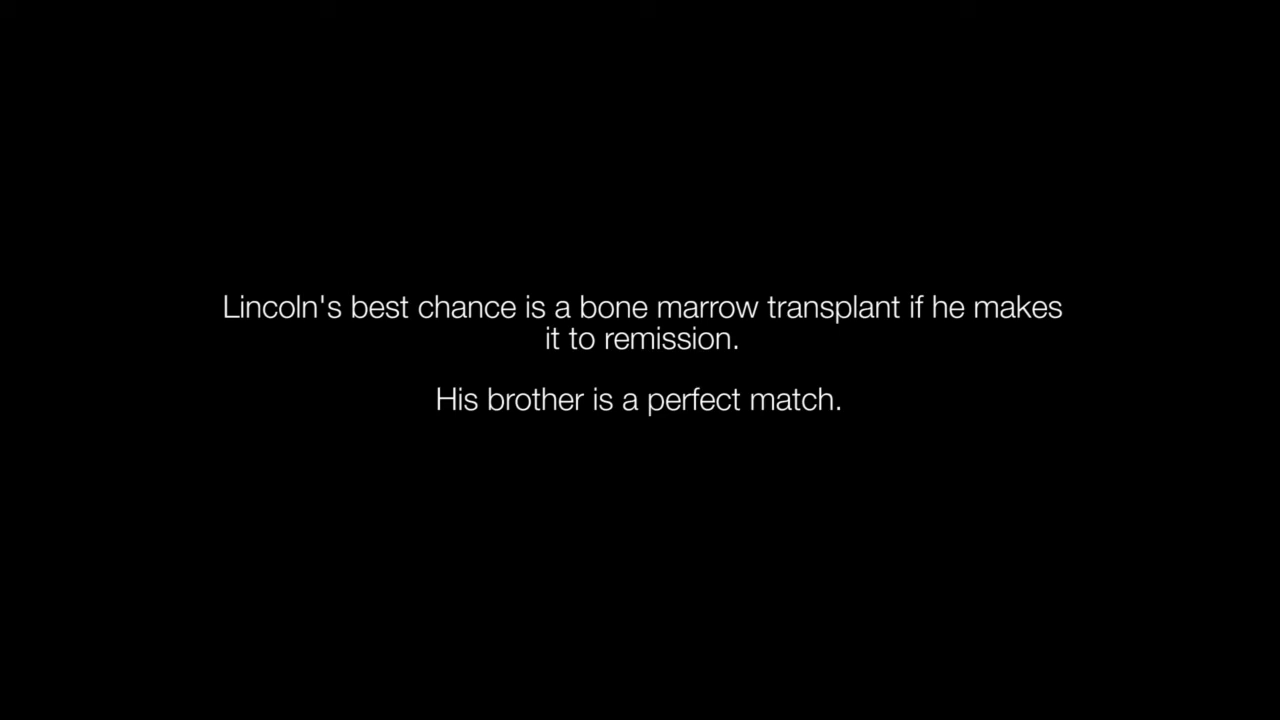 Lincoln's best chance is a bone marrow transplant if he makes
it to remission.
His brother is a perfect match.